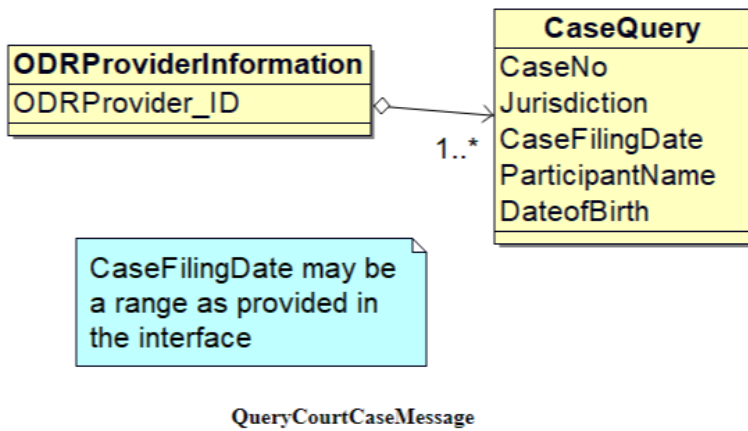 ODRProviderInformation
ODRProvider_ID
1..*
CaseQuery
CaseNo
Jurisdiction
CaseFilingDate
ParticipantName
DateofBirth
CaseFilingDate may be
a range as provided in
the interface
QueryCourtCaseMessage